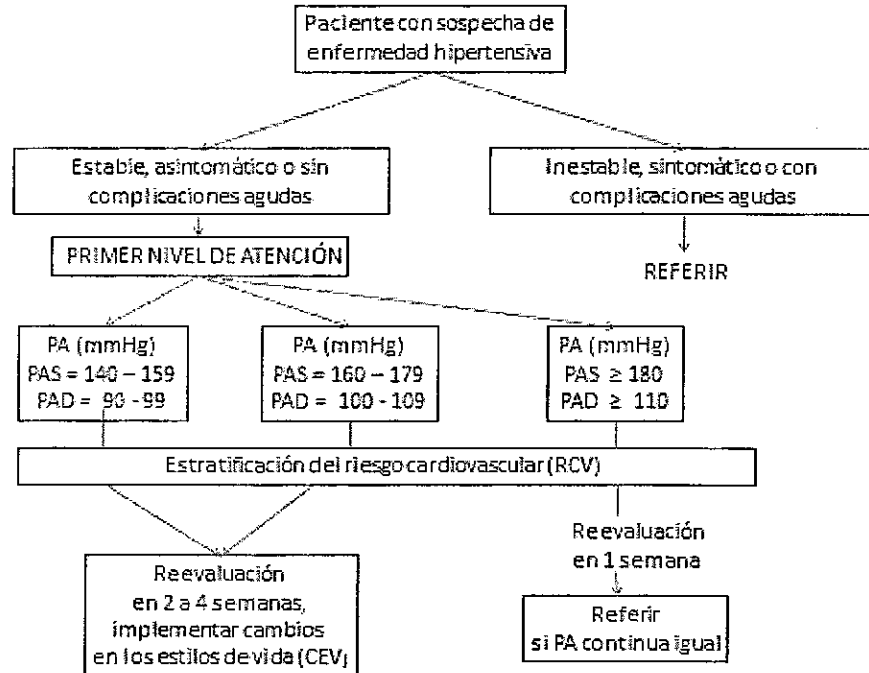 Paciente con sospecha de
enfermedad hipertensiva
Estable, asintomático o sin
complicaciones agudas
Inestable, sintomático o con
complicaciones agudas
PRIMER NIVEL DE ATENCIÓN
REFERIR
PA (mmHg)
PAS = 140 – 159
PAD = 90 -99
PA (mmHg)
PAS = 160 – 179
PAD = 100 - 109
PA (mmHg)
PAS ≥ 180
PAD ≥ 110
Estratificación del riesgo cardiovascular (RCV)
Reevaluación
en 2 a 4 semanas,
implementar cambios
en los estilos de vida (CEV)
Reevaluación
en 1 semana
Referir
si PA continua igual